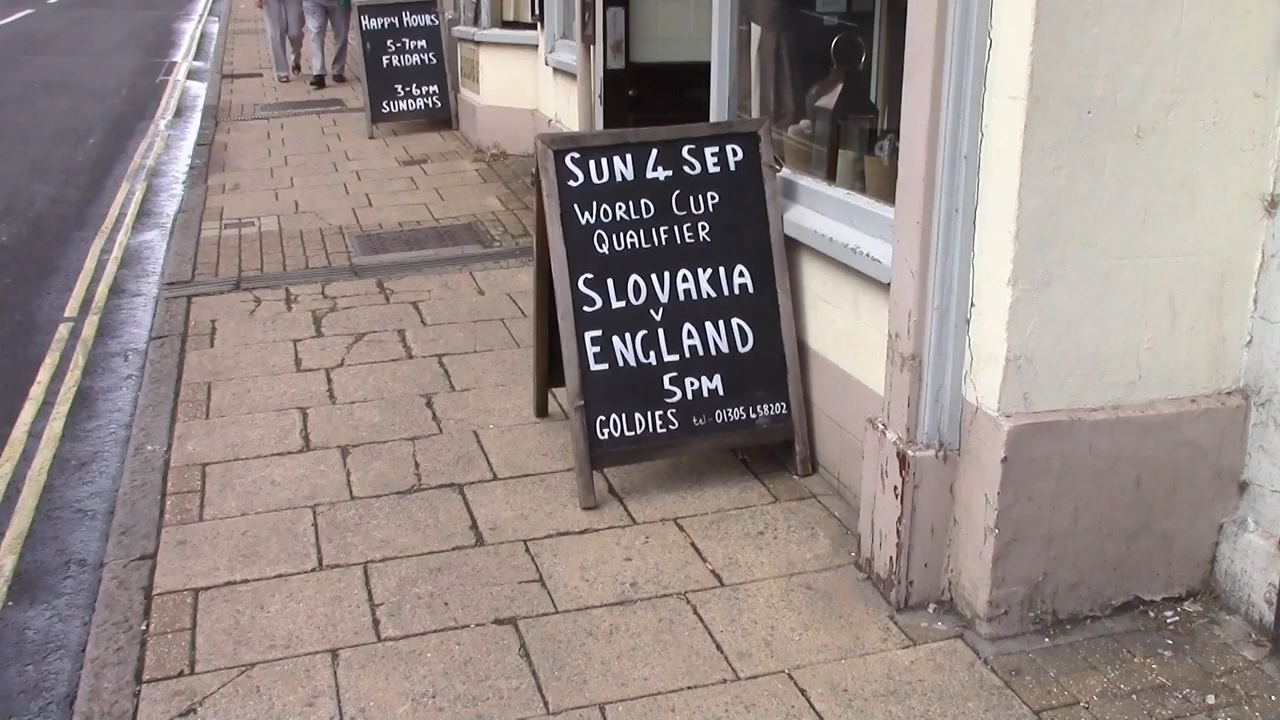 HAPPY HOURS
5-7PM
FRIDAYS
3-6PM
SUNDAYS
SUN 4 SEP
WORLD CUP
QUALIFIER
SLOVAKIA
V
ENGLAND
5PM
GOLDIES tel: 01305 458202